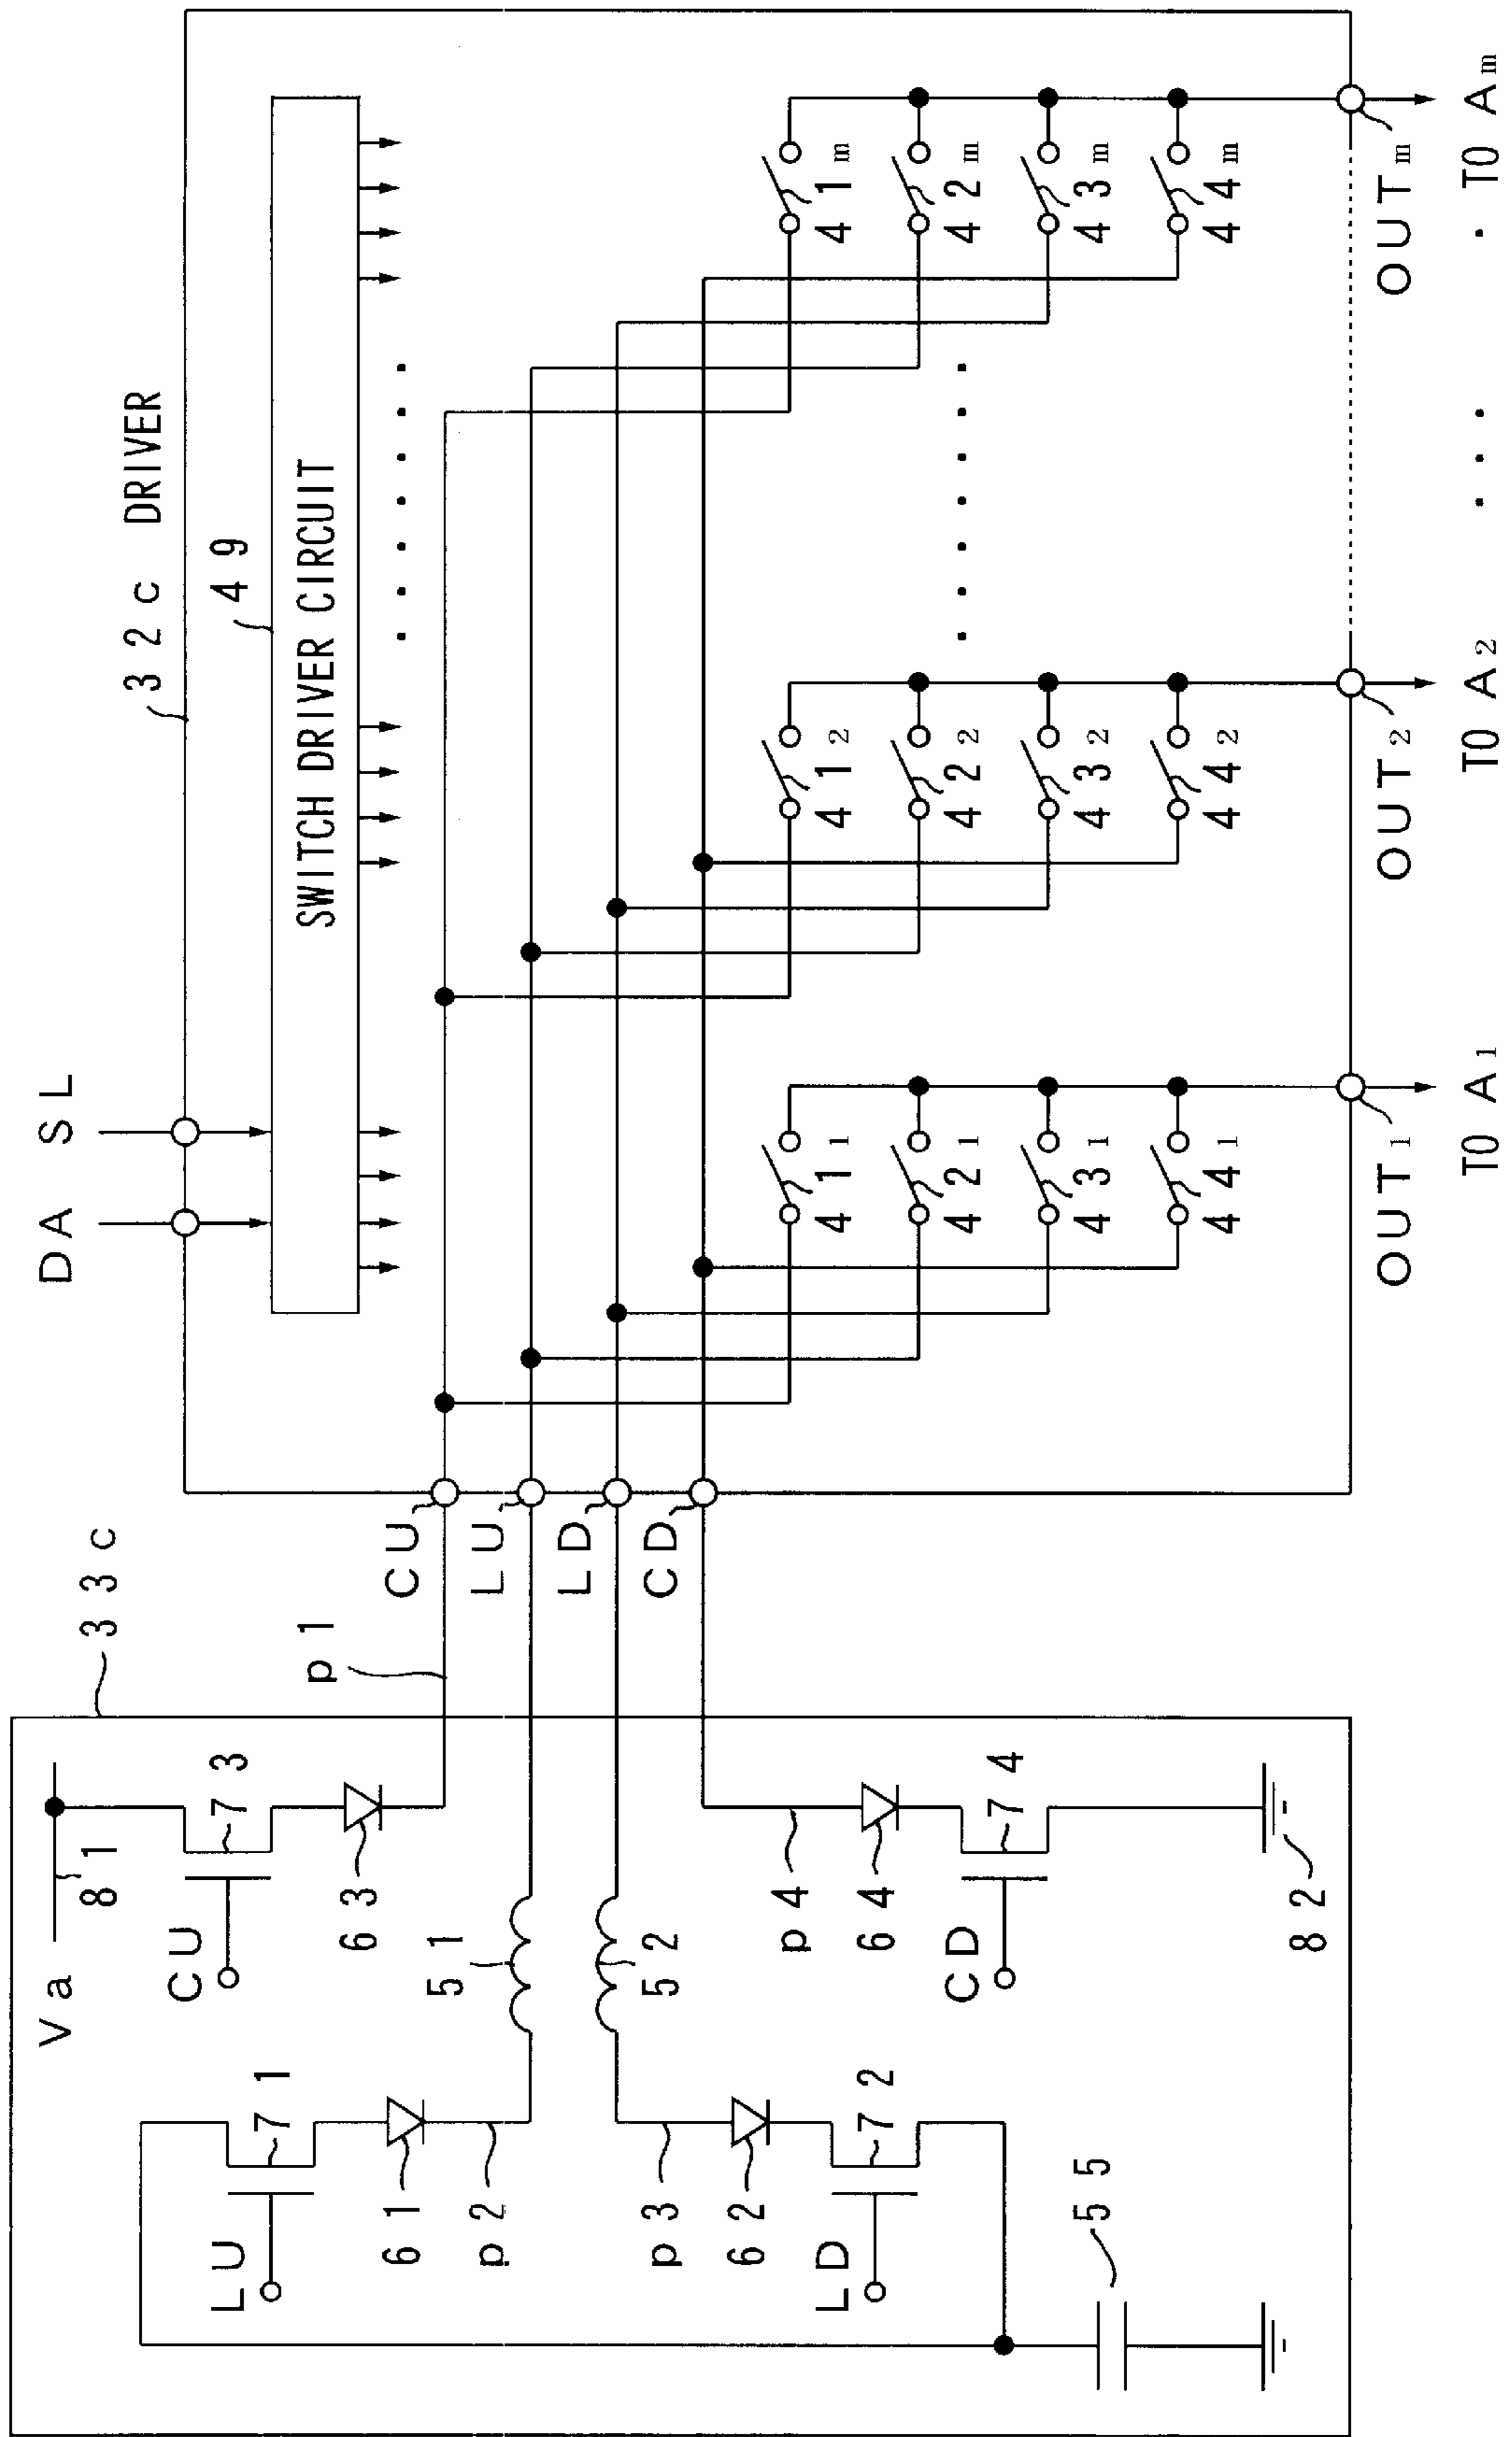 33c
Va
81
CU
73
63
p1
LU
71
61
p2
51
52
p3
62
LD
72
p4
64
CD
74
55
82
CU
LU
LD
CD
DA
SL
32c DRIVER
49
SWITCH DRIVER CIRCUIT
41₁
42₁
43₁
44₁
41₂
42₂
43₂
44₂
41ₘ
42ₘ
43ₘ
44ₘ
OUT₁
OUT₂
OUTₘ
TO A₁
TO A₂
· · · ·
TO Aₘ